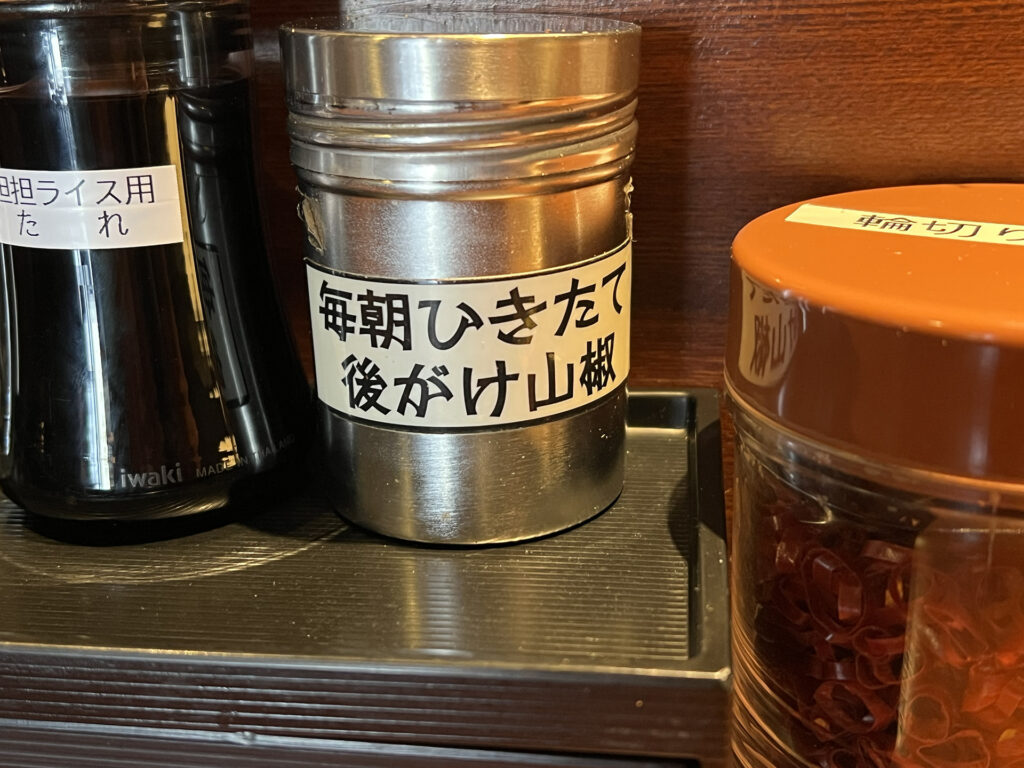 担担ライス用
たれ
iwaki MADE IN THAILAND
毎朝ひきたて
後がけ山椒
輪切り